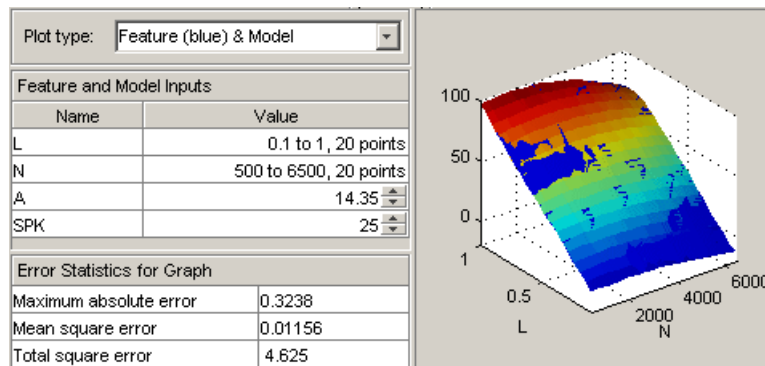 Plot type: Feature (blue) & Model
Feature and Model Inputs
Name Value
L 0.1 to 1, 20 points
N 500 to 6500, 20 points
A 14.35
SPK 25
Error Statistics for Graph
Maximum absolute error 0.3238
Mean square error 0.01156
Total square error 4.625
100
50
0
1
0.5
L
2000
4000
6000
N